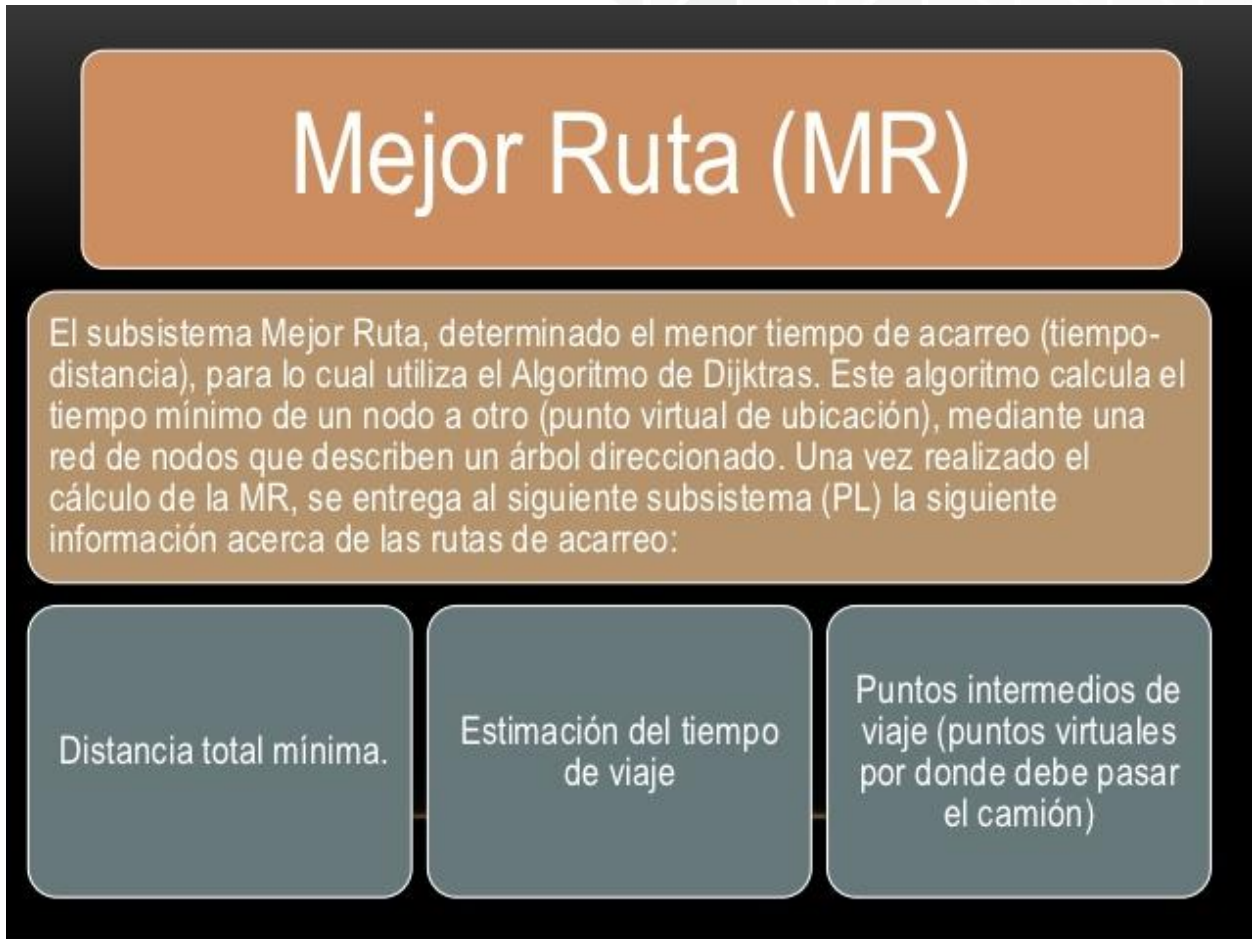 Mejor Ruta (MR)
El subsistema Mejor Ruta, determinado el menor tiempo de acarreo (tiempo-
distancia), para lo cual utiliza el Algoritmo de Dijktras. Este algoritmo calcula el
tiempo mínimo de un nodo a otro (punto virtual de ubicación), mediante una
red de nodos que describen un árbol direccionado. Una vez realizado el
cálculo de la MR, se entrega al siguiente subsistema (PL) la siguiente
información acerca de las rutas de acarreo:
Distancia total mínima.
Estimación del tiempo
de viaje
Puntos intermedios de
viaje (puntos virtuales
por donde debe pasar
el camión)